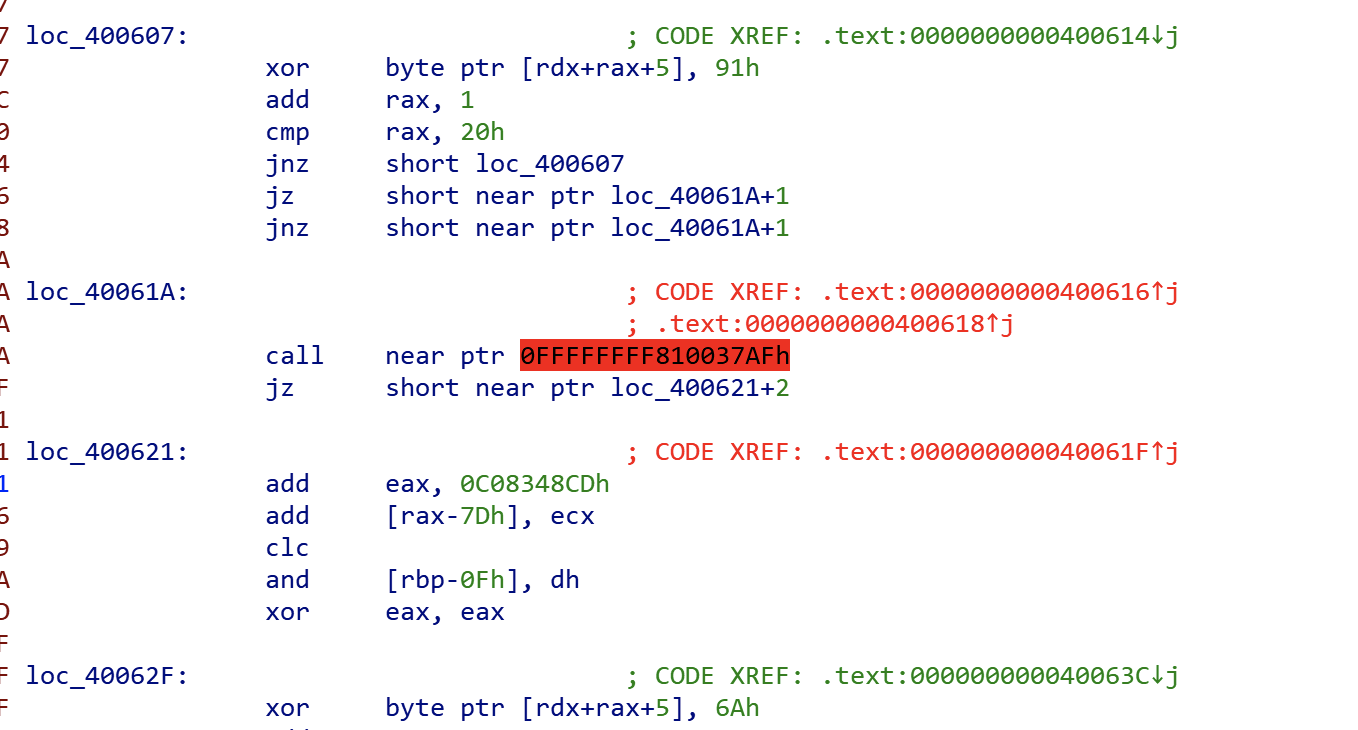 7
7 loc_400607: ; CODE XREF: .text:0000000000400614↓j
7 xor byte ptr [rdx+rax+5], 91h
C add rax, 1
0 cmp rax, 20h
4 jnz short loc_400607
6 jz short near ptr loc_40061A+1
8 jnz short near ptr loc_40061A+1
A
A loc_40061A: ; CODE XREF: .text:0000000000400616↑j
A ; .text:0000000000400618↑j
A call near ptr 0FFFFFFFF810037AFh
F jz short near ptr loc_400621+2
1
1 loc_400621: ; CODE XREF: .text:000000000040061F↑j
1 add eax, 0C08348CDh
6 add [rax-7Dh], ecx
9 clc
A and [rbp-0Fh], dh
D xor eax, eax
F
F loc_40062F: ; CODE XREF: .text:000000000040063C↓j
F xor byte ptr [rdx+rax+5], 6Ah